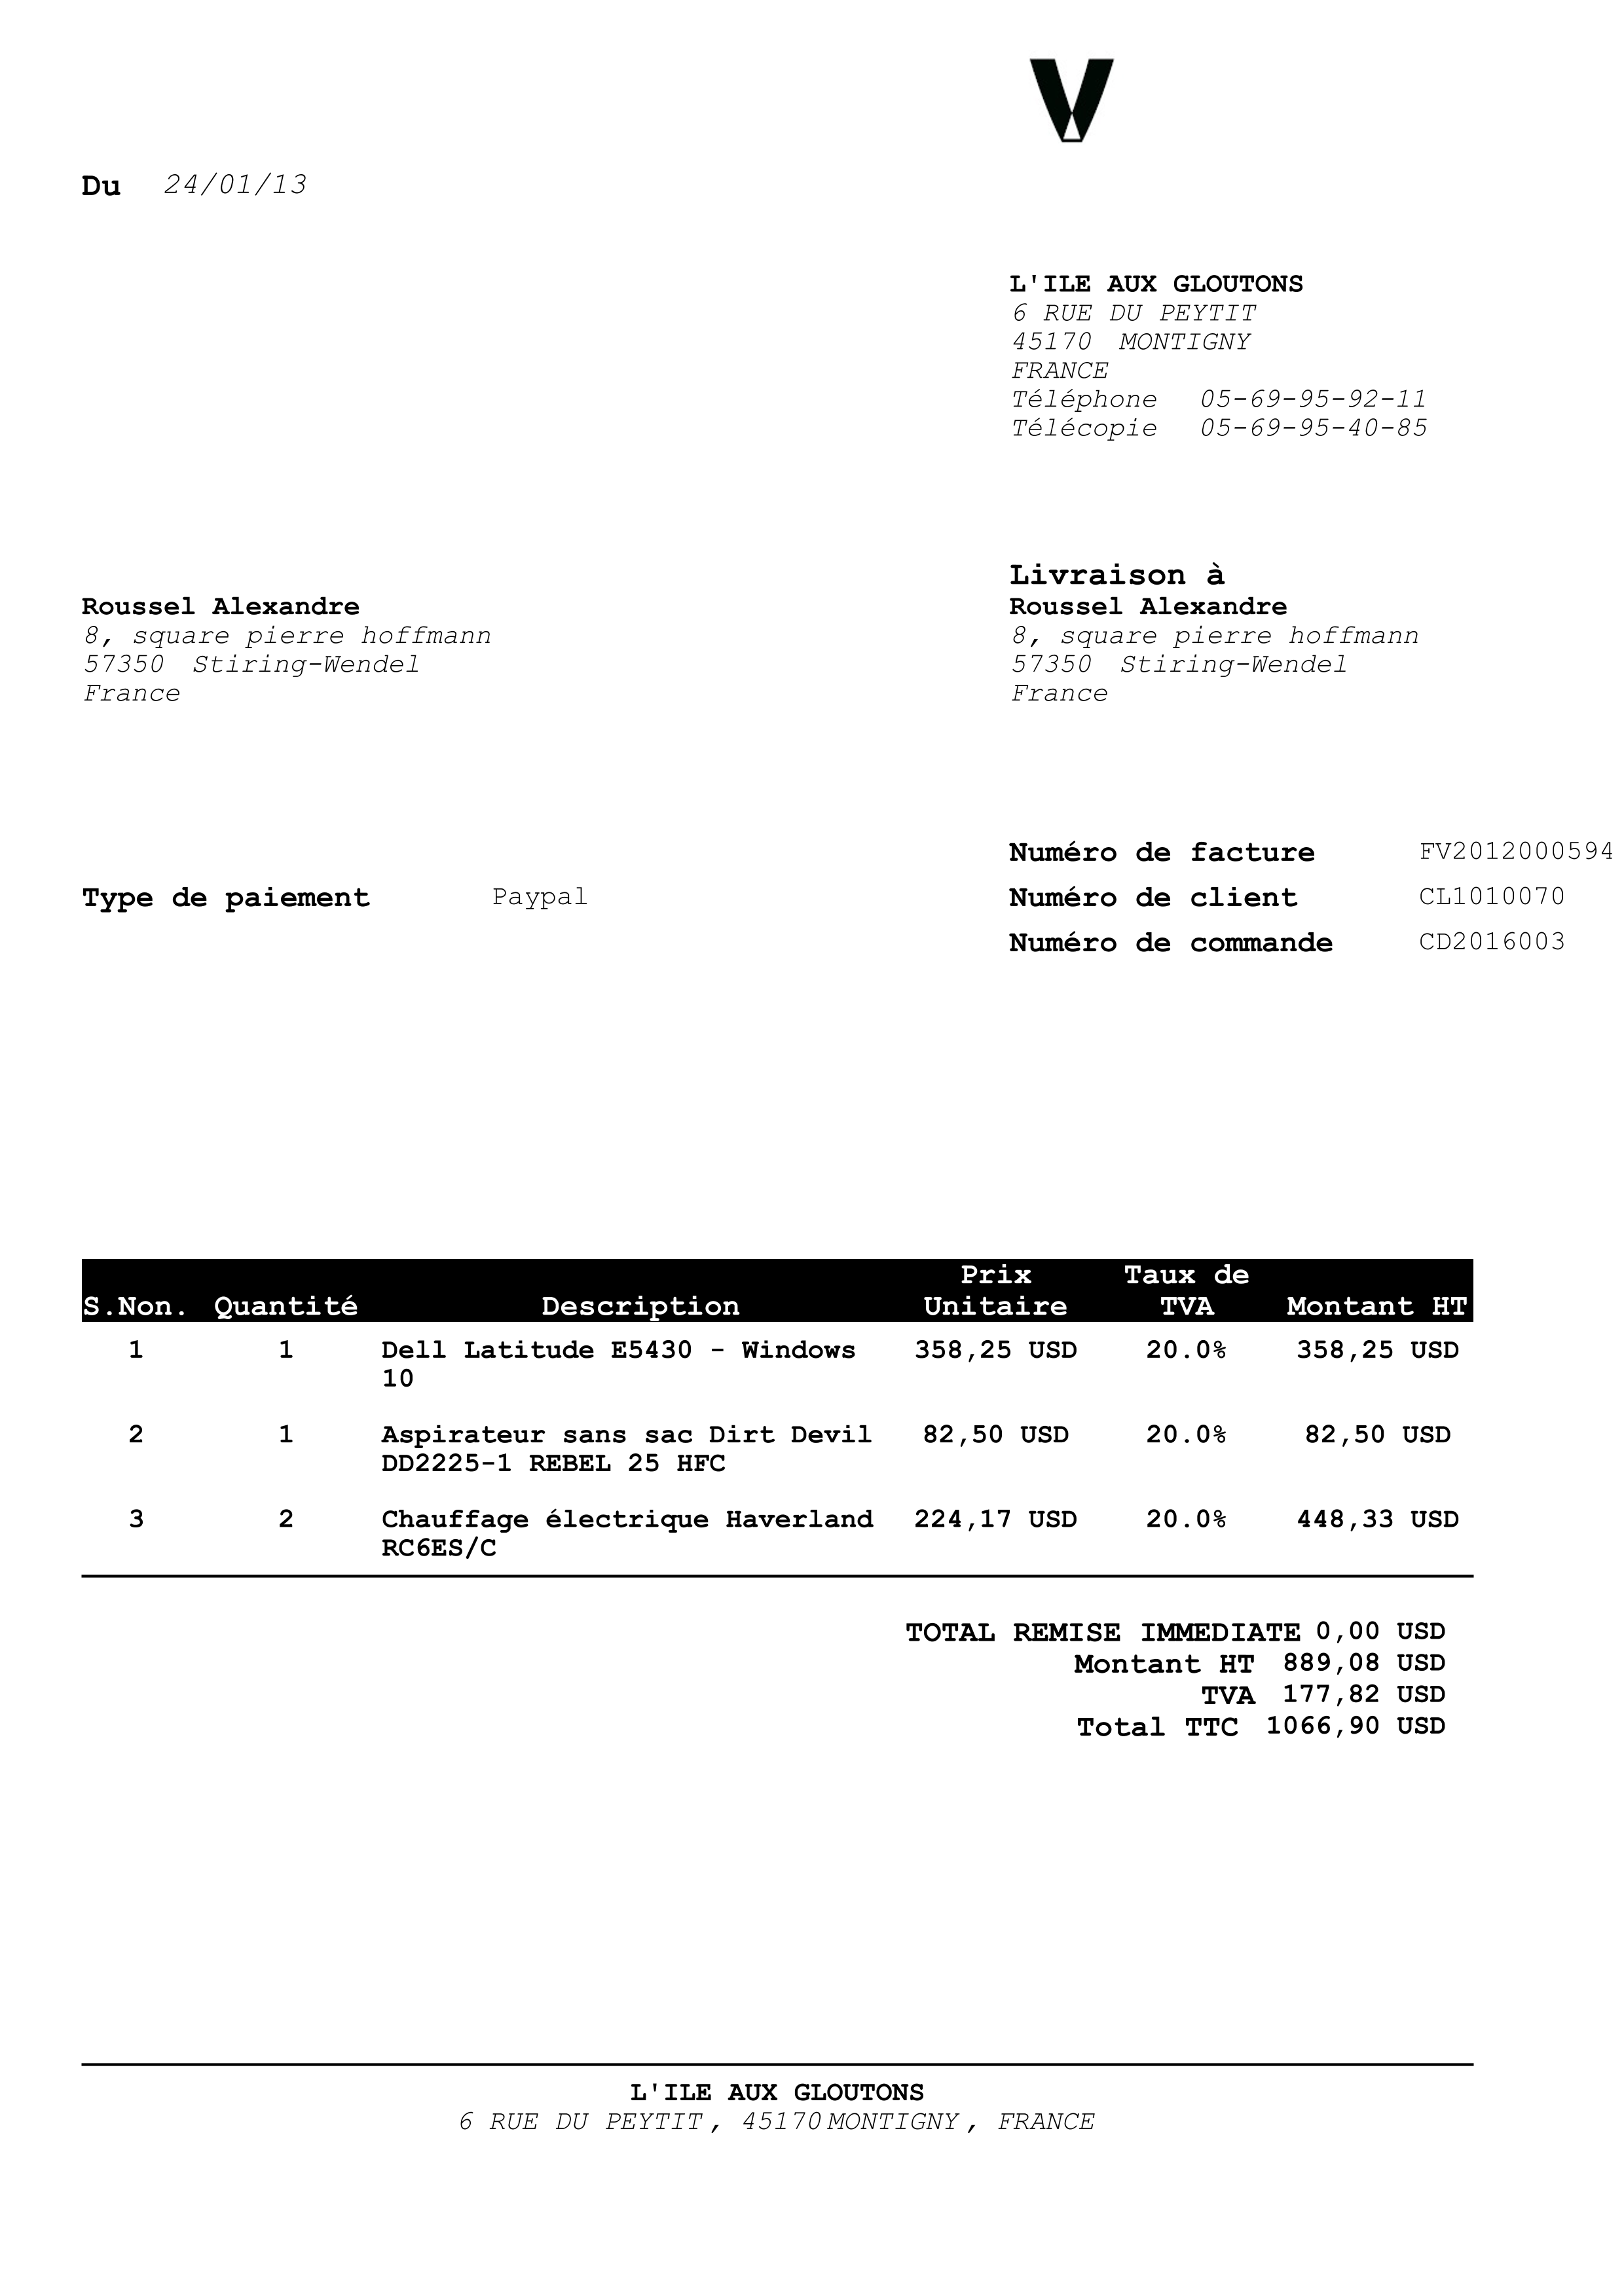 V
Du 24/01/13
L'ILE AUX GLOUTONS
6 RUE DU PEYTIT
45170 MONTIGNY
FRANCE
Téléphone 05-69-95-92-11
Télécopie 05-69-95-40-85
Roussel Alexandre
8, square pierre hoffmann
57350 Stiring-Wendel
France
Livraison à
Roussel Alexandre
8, square pierre hoffmann
57350 Stiring-Wendel
France
Type de paiement Paypal
Numéro de facture FV2012000594
Numéro de client CL1010070
Numéro de commande CD2016003
Prix Taux de
S.Non. Quantité Description Unitaire TVA Montant HT
1 1 Dell Latitude E5430 - Windows 358,25 USD 20.0% 358,25 USD
10
2 1 Aspirateur sans sac Dirt Devil 82,50 USD 20.0% 82,50 USD
DD2225-1 REBEL 25 HFC
3 2 Chauffage électrique Haverland 224,17 USD 20.0% 448,33 USD
RC6ES/C
TOTAL REMISE IMMEDIATE 0,00 USD
Montant HT 889,08 USD
TVA 177,82 USD
Total TTC 1066,90 USD
L'ILE AUX GLOUTONS
6 RUE DU PEYTIT , 45170 MONTIGNY , FRANCE